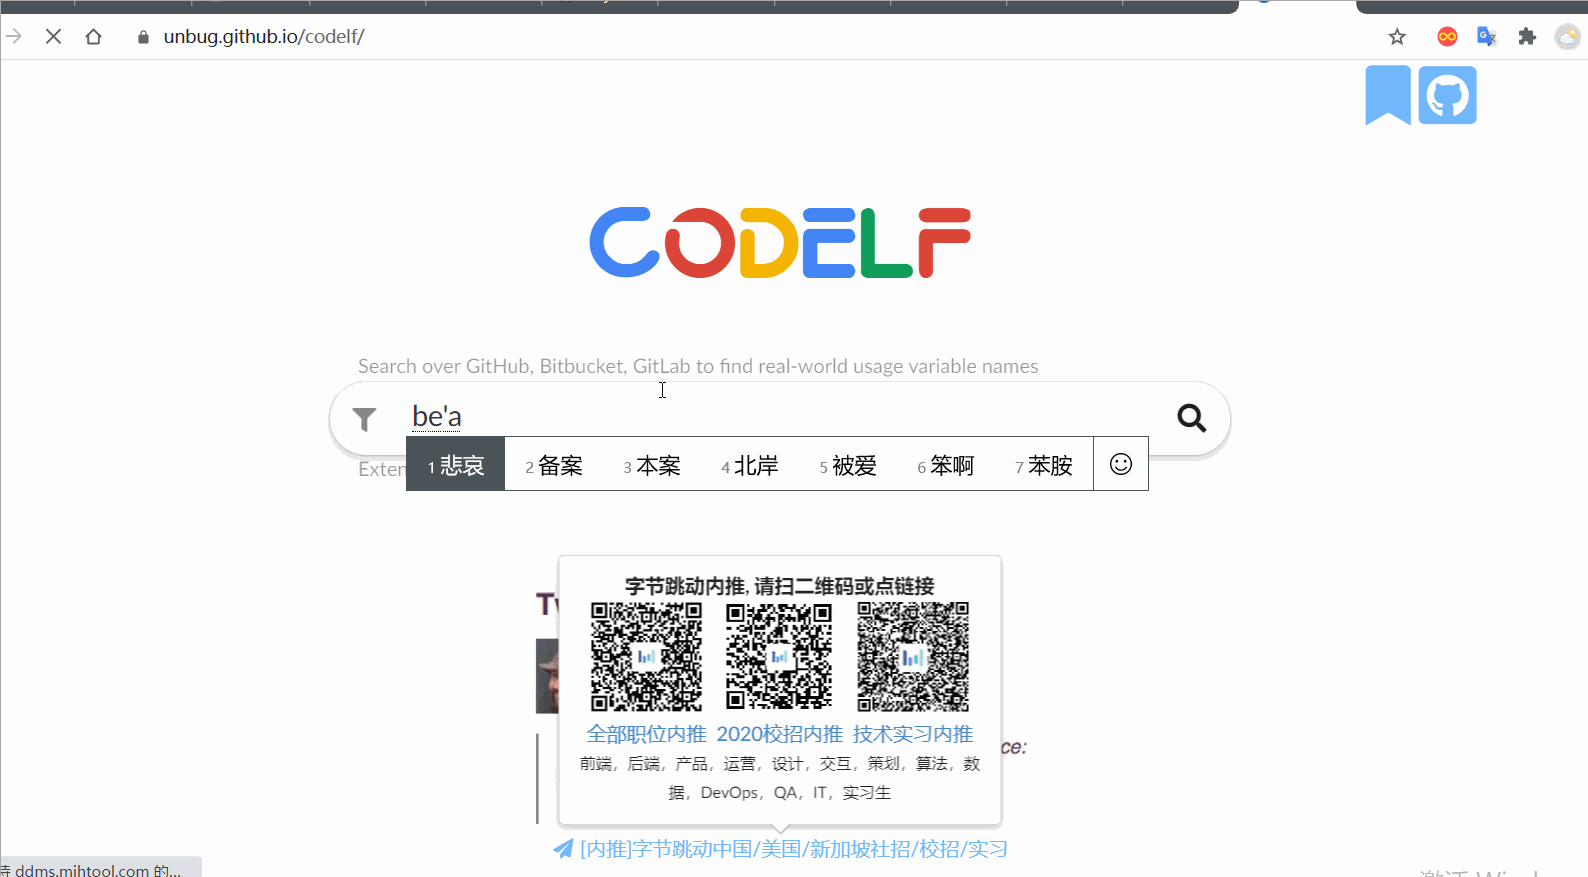 unbug.github.io/codelf/
CODELF
Search over GitHub, Bitbucket, GitLab to find real-world usage variable names
be'a
Exten
1 悲哀 2 备案 3 本案 4 北岸 5 被爱 6 笨啊 7 苯胺
字节跳动内推, 请扫二维码或点链接
全部职位内推 2020校招内推 技术实习内推
ce:
前端，后端，产品，运营，设计，交互，策划，算法，数
据，DevOps，QA，IT，实习生
[内推]字节跳动中国/美国/新加坡社招/校招/实习
ddms.mihtool.com 的...